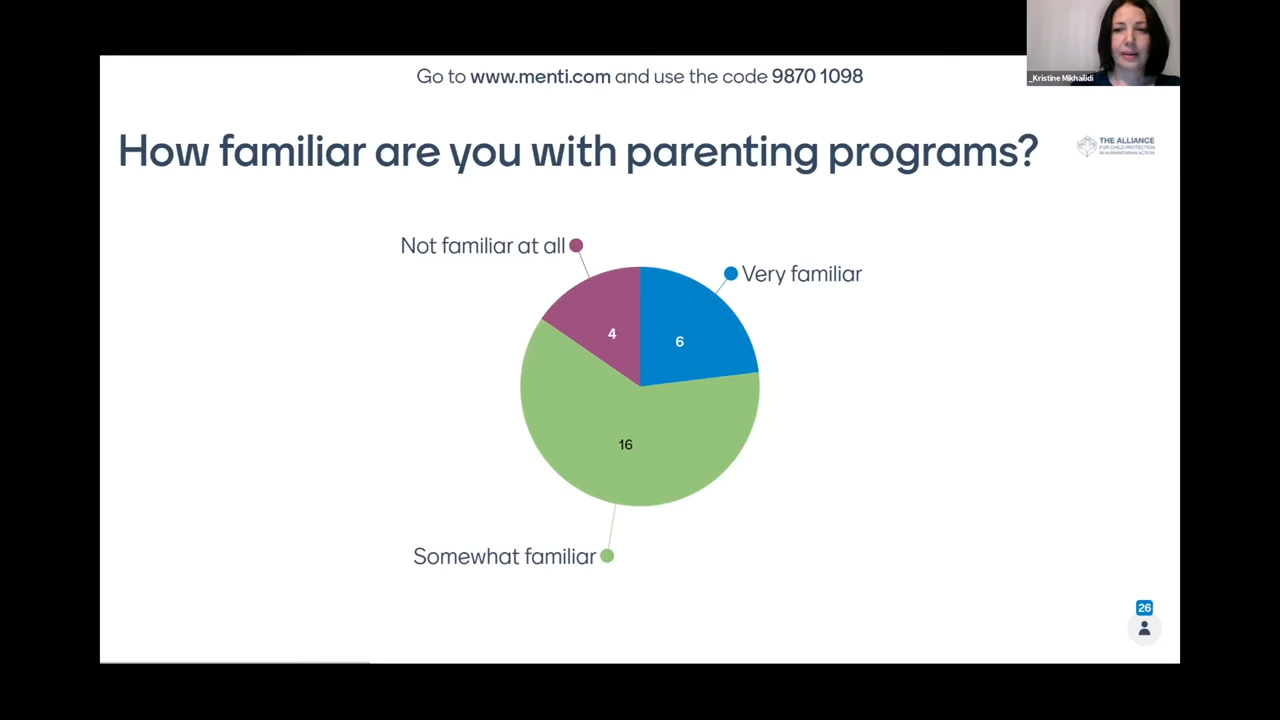 Go to www.menti.com and use the code 9870 1098
_Kristine Mikhailidi
How familiar are you with parenting programs?
THE ALLIANCE
FOR CHILD PROTECTION
IN HUMANITARIAN ACTION
Not familiar at all
Very familiar
4
6
16
Somewhat familiar
26